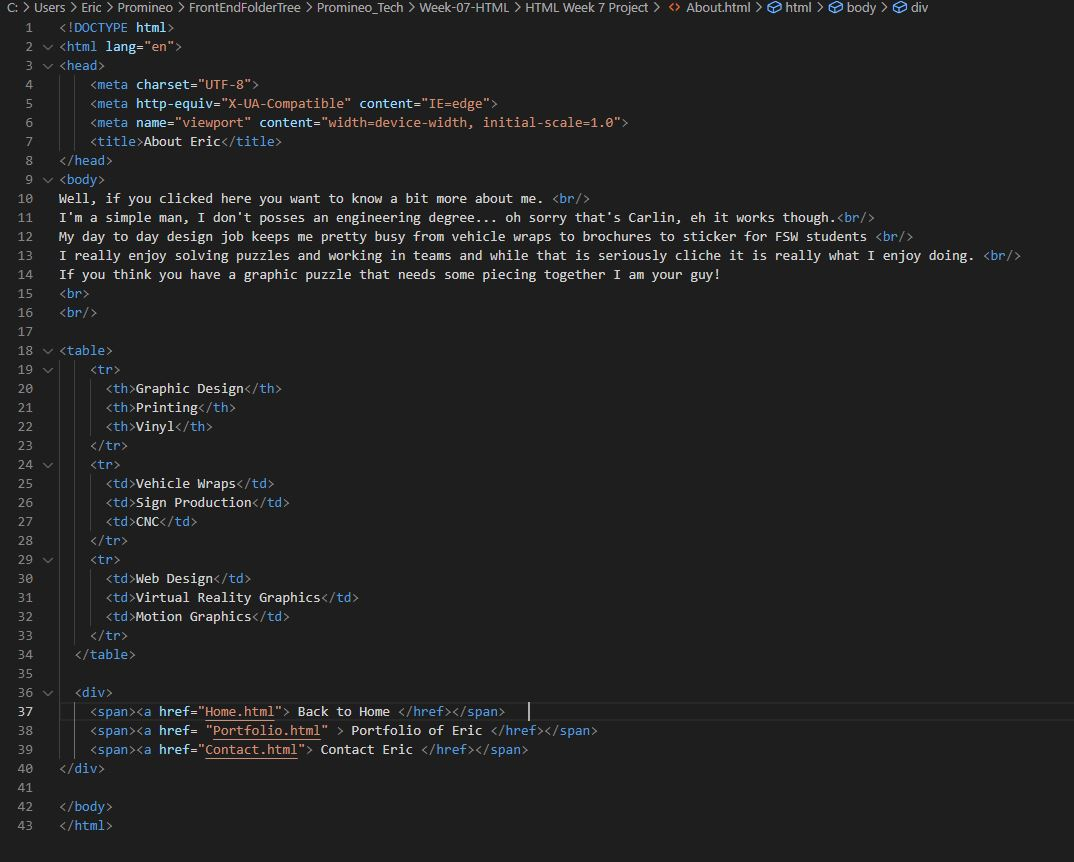 C: > Users > Eric > Promineo > FrontEndFolderTree > Promineo_Tech > Week-07-HTML > HTML Week 7 Project > <> About.html > html > body > div
1 <!DOCTYPE html>
2 <html lang="en">
3 <head>
4 <meta charset="UTF-8">
5 <meta http-equiv="X-UA-Compatible" content="IE=edge">
6 <meta name="viewport" content="width=device-width, initial-scale=1.0">
7 <title>About Eric</title>
8 </head>
9 <body>
10 Well, if you clicked here you want to know a bit more about me. <br/>
11 I'm a simple man, I don't posses an engineering degree... oh sorry that's Carlin, eh it works though.<br/>
12 My day to day design job keeps me pretty busy from vehicle wraps to brochures to sticker for FSW students <br/>
13 I really enjoy solving puzzles and working in teams and while that is seriously cliche it is really what I enjoy doing. <br/>
14 If you think you have a graphic puzzle that needs some piecing together I am your guy!
15 <br>
16 <br/>
17
18 <table>
19 <tr>
20 <th>Graphic Design</th>
21 <th>Printing</th>
22 <th>Vinyl</th>
23 </tr>
24 <tr>
25 <td>Vehicle Wraps</td>
26 <td>Sign Production</td>
27 <td>CNC</td>
28 </tr>
29 <tr>
30 <td>Web Design</td>
31 <td>Virtual Reality Graphics</td>
32 <td>Motion Graphics</td>
33 </tr>
34 </table>
35
36 <div>
37 <span><a href="Home.html"> Back to Home </href></span>
38 <span><a href= "Portfolio.html" > Portfolio of Eric </href></span>
39 <span><a href="Contact.html"> Contact Eric </href></span>
40 </div>
41
42 </body>
43 </html>